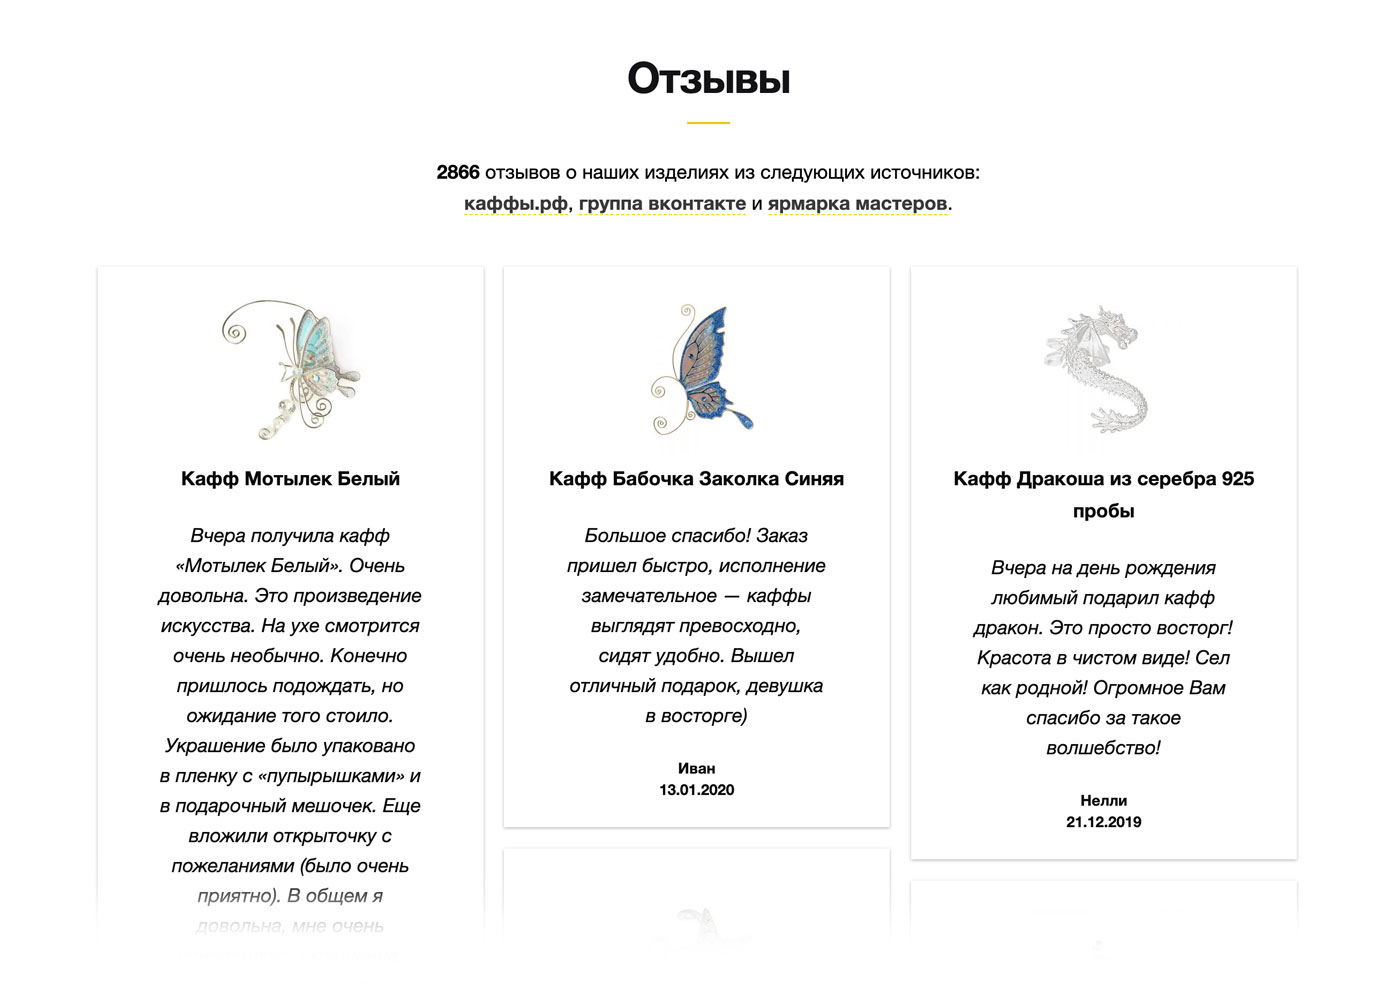 Отзывы
2866 отзывов о наших изделиях из следующих источников:
каффы.рф, группа вконтакте и ярмарка мастеров.
Кафф Мотылек Белый
Вчера получила кафф
«Мотылек Белый». Очень
довольна. Это произведение
искусства. На ухе смотрится
очень необычно. Конечно
пришлось подождать, но
ожидание того стоило.
Украшение было упаковано
в пленку с «пупырышками» и
в подарочный мешочек. Еще
вложили открыточку с
пожеланиями (было очень
приятно). В общем я
довольна, мне очень
Кафф Бабочка Заколка Синяя
Большое спасибо! Заказ
пришел быстро, исполнение
замечательное — каффы
выглядят превосходно,
сидят удобно. Вышел
отличный подарок, девушка
в восторге)
Иван
13.01.2020
Кафф Дракоша из серебра 925
пробы
Вчера на день рождения
любимый подарил кафф
дракон. Это просто восторг!
Красота в чистом виде! Сел
как родной! Огромное Вам
спасибо за такое
волшебство!
Нелли
21.12.2019